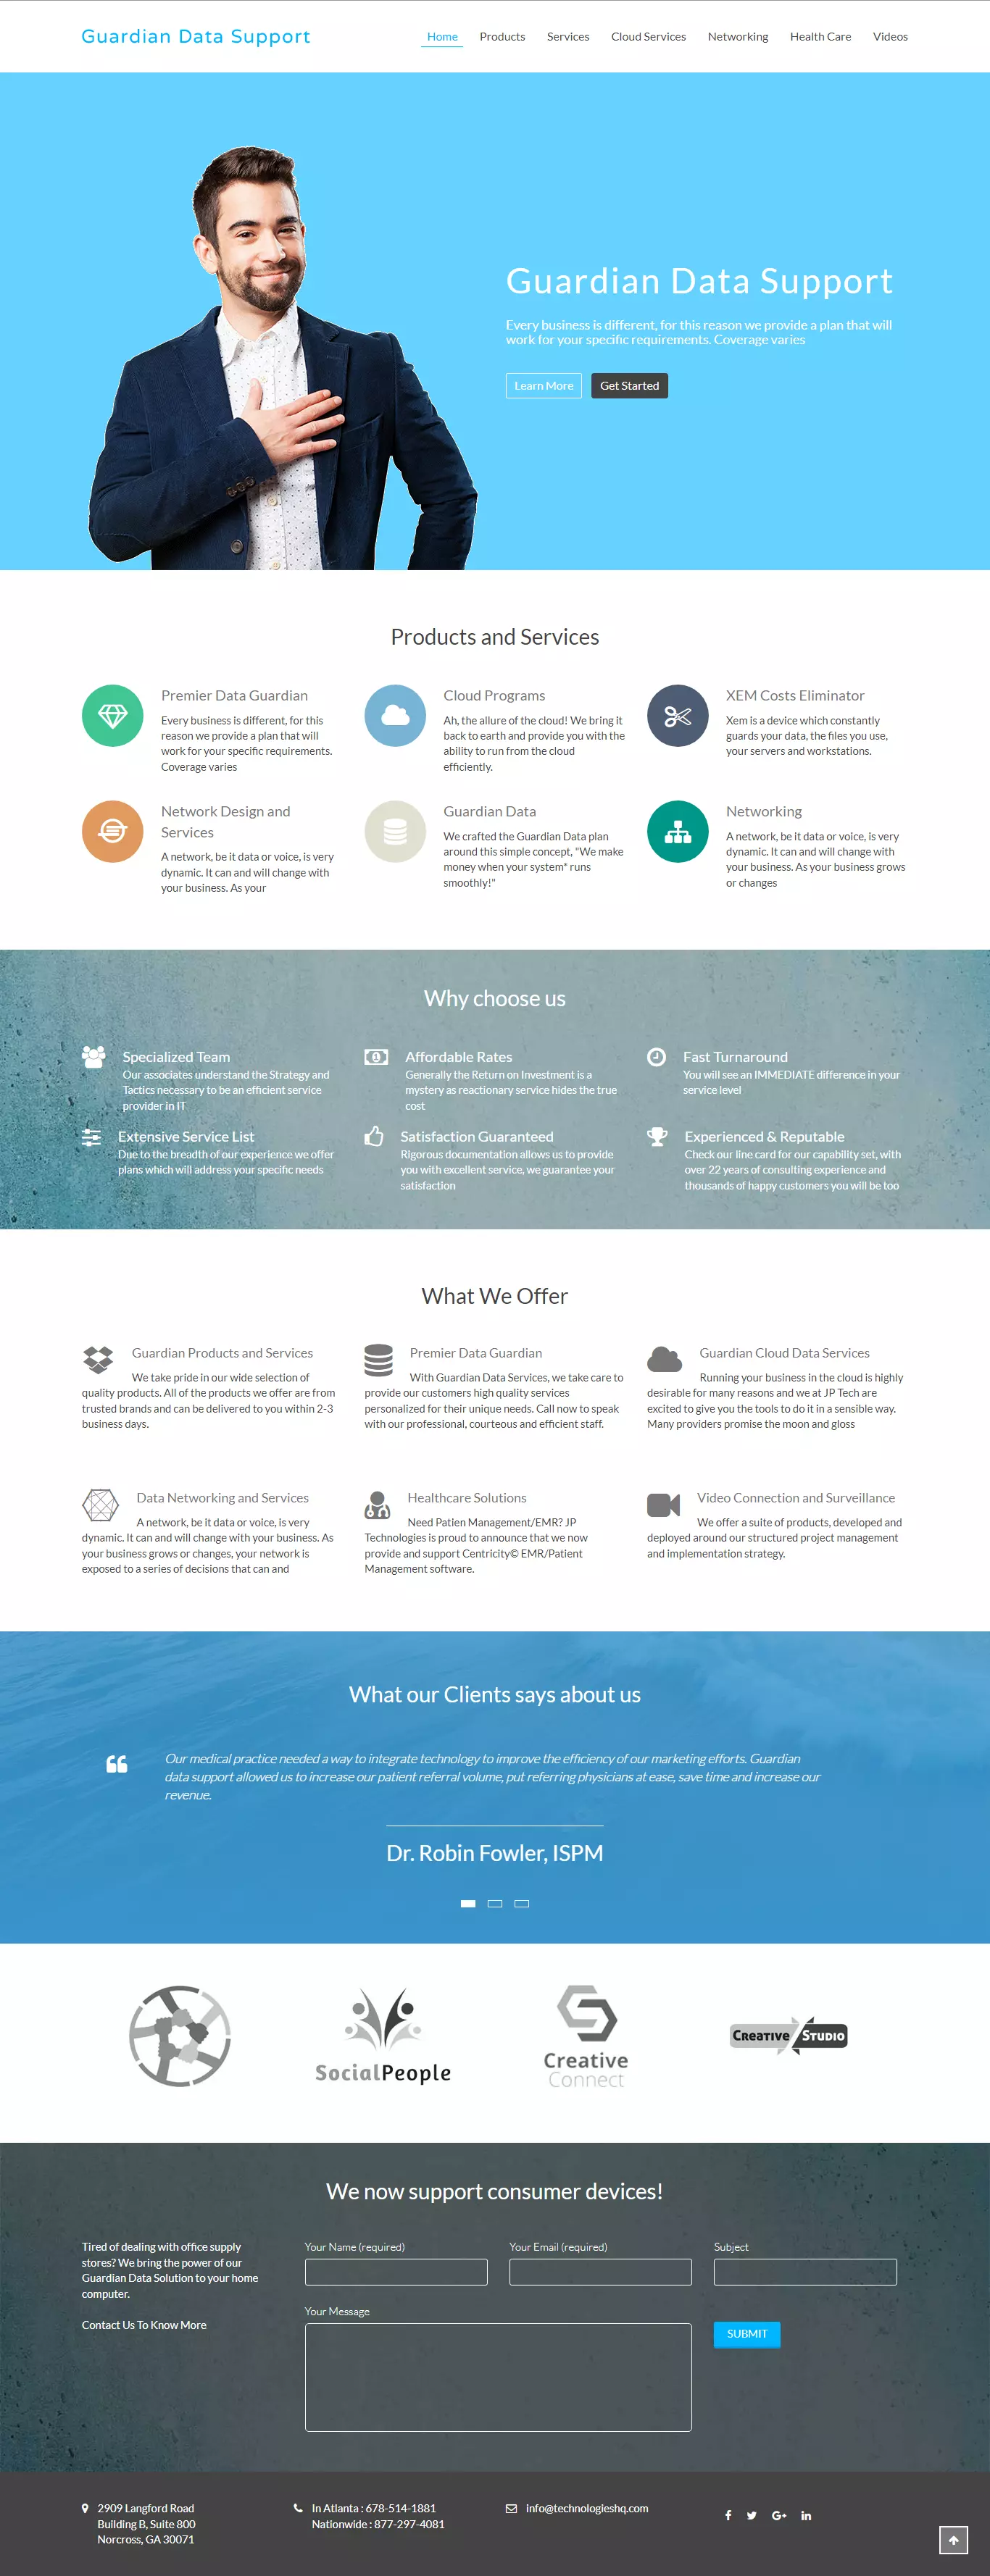 Guardian Data Support
Home
Products
Services
Cloud Services
Networking
Health Care
Videos
Guardian Data Support
Every business is different, for this reason we provide a plan that will
work for your specific requirements. Coverage varies
Learn More
Get Started
Products and Services
Premier Data Guardian
Every business is different, for this
reason we provide a plan that will
work for your specific requirements.
Coverage varies
Cloud Programs
Ah, the allure of the cloud! We bring it
back to earth and provide you with the
ability to run from the cloud
efficiently.
XEM Costs Eliminator
Xem is a device which constantly
guards your data, the files you use,
your servers and workstations.
Network Design and
Services
A network, be it data or voice, is very
dynamic. It can and will change with
your business. As your
Guardian Data
We crafted the Guardian Data plan
around this simple concept, "We make
money when your system* runs
smoothly!"
Networking
A network, be it data or voice, is very
dynamic. It can and will change with
your business. As your business grows
or changes
Why choose us
Specialized Team
Our associates understand the Strategy and
Tactics necessary to be an efficient service
provider in IT
Affordable Rates
Generally the Return on Investment is a
mystery as reactionary service hides the true
cost
Fast Turnaround
You will see an IMMEDIATE difference in your
service level
Extensive Service List
Due to the breadth of our experience we offer
plans which will address your specific needs
Satisfaction Guaranteed
Rigorous documentation allows us to provide
you with excellent service, we guarantee your
satisfaction
Experienced & Reputable
Check our line card for our capability set, with
over 22 years of consulting experience and
thousands of happy customers you will be too
What We Offer
Guardian Products and Services
We take pride in our wide selection of
quality products. All of the products we offer are from
trusted brands and can be delivered to you within 2-3
business days.
Premier Data Guardian
With Guardian Data Services, we take care to
provide our customers high quality services
personalized for their unique needs. Call now to speak
with our professional, courteous and efficient staff.
Guardian Cloud Data Services
Running your business in the cloud is highly
desirable for many reasons and we at JP Tech are
excited to give you the tools to do it in a sensible way.
Many providers promise the moon and gloss
Data Networking and Services
A network, be it data or voice, is very
dynamic. It can and will change with your business. As
your business grows or changes, your network is
exposed to a series of decisions that can and
Healthcare Solutions
Need Patien Management/EMR? JP
Technologies is proud to announce that we now
provide and support Centricity© EMR/Patient
Management software.
Video Connection and Surveillance
We offer a suite of products, developed and
deployed around our structured project management
and implementation strategy.
What our Clients says about us
Our medical practice needed a way to integrate technology to improve the efficiency of our marketing efforts. Guardian
data support allowed us to increase our patient referral volume, put referring physicians at ease, save time and increase our
revenue.
Dr. Robin Fowler, ISPM
SocialPeople
Creative
Connect
CREATIVE STUDIO
We now support consumer devices!
Tired of dealing with office supply
stores? We bring the power of our
Guardian Data Solution to your home
computer.
Contact Us To Know More
Your Name (required)
Your Email (required)
Subject
Your Message
SUBMIT
2909 Langford Road
Building B, Suite 800
Norcross, GA 30071
In Atlanta : 678-514-1881
Nationwide : 877-297-4081
info@technologieshq.com